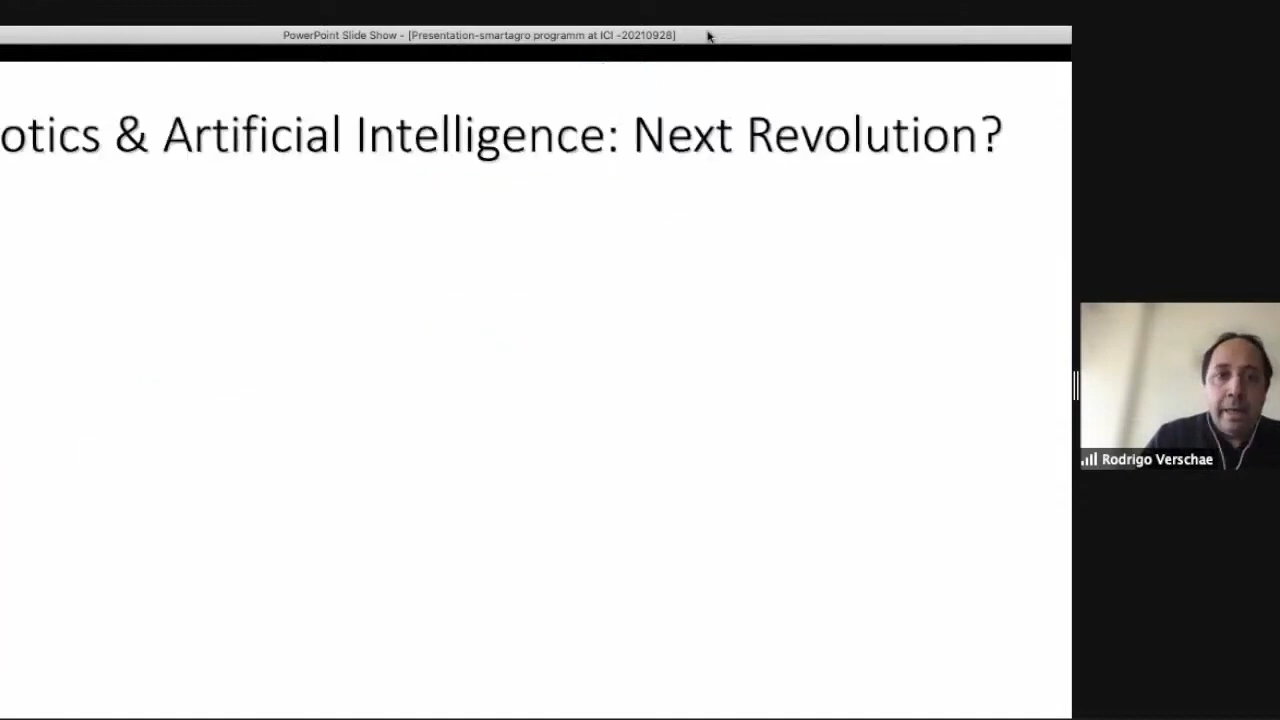 PowerPoint Slide Show - [Presentation-smartagro programm at ICI -20210928]
otics & Artificial Intelligence: Next Revolution?
Rodrigo Verschae